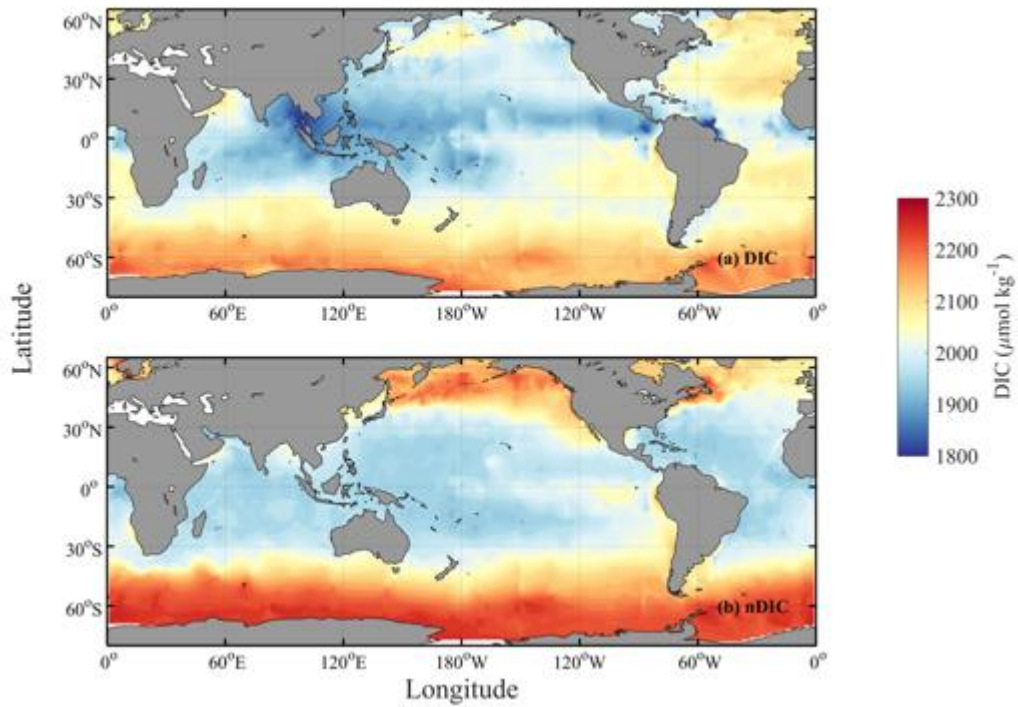 60°N
30°N
0°
30°S
60°S
(a) DIC
0° 60°E 120°E 180°W 120°W 60°W 0°
Latitude
60°N
30°N
0°
30°S
60°S
(b) nDIC
0° 60°E 120°E 180°W 120°W 60°W 0°
Longitude
2300
2200
2100
2000
1900
1800
DIC (μmol kg⁻¹)